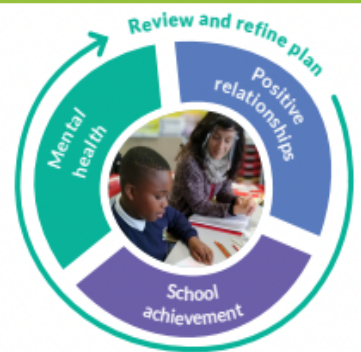 Review and refine plan
Mental
health
Positive
relationships
School
achievement